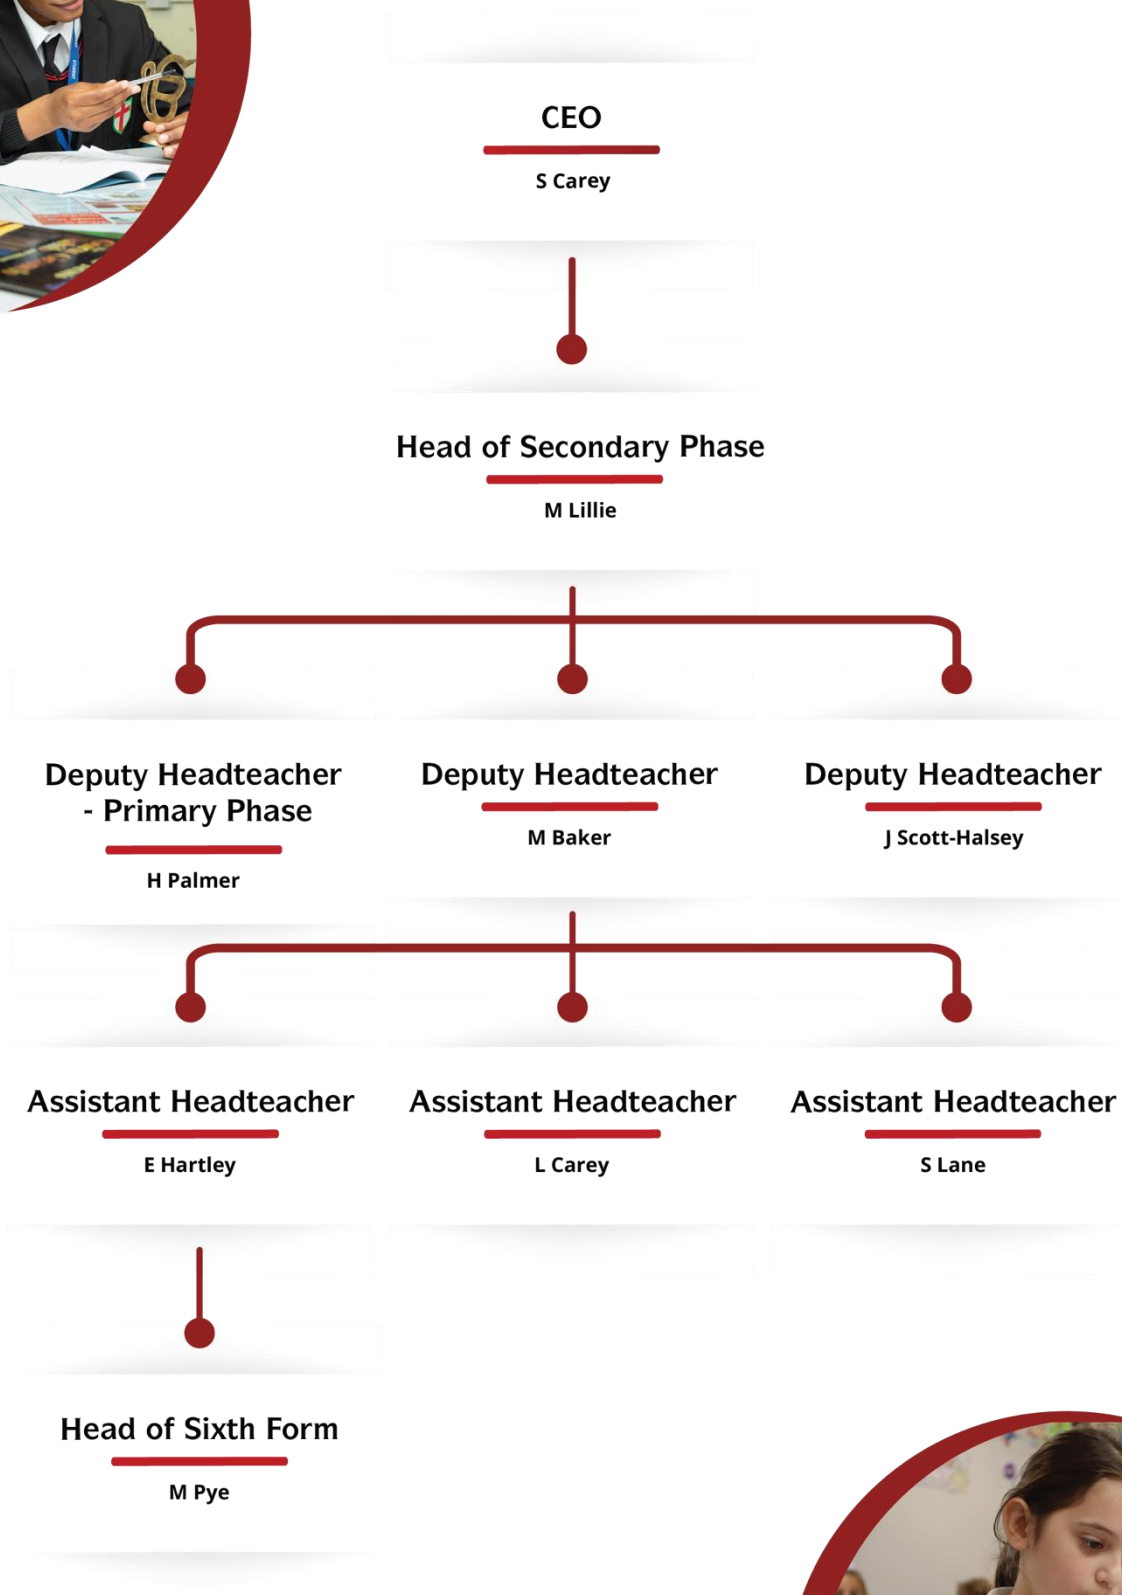 CEO
S Carey
Head of Secondary Phase
M Lillie
Deputy Headteacher
- Primary Phase
H Palmer
Deputy Headteacher
M Baker
Deputy Headteacher
J Scott-Halsey
Assistant Headteacher
E Hartley
Assistant Headteacher
L Carey
Assistant Headteacher
S Lane
Head of Sixth Form
M Pye